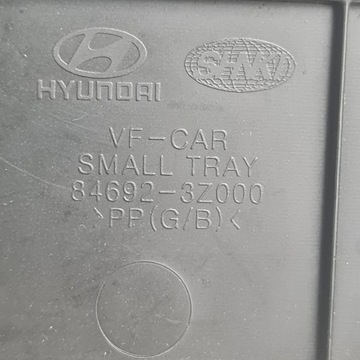 HYUNDAI
VF-CAR
SMALL TRAY
84692-3Z000
>PP(G/B)<